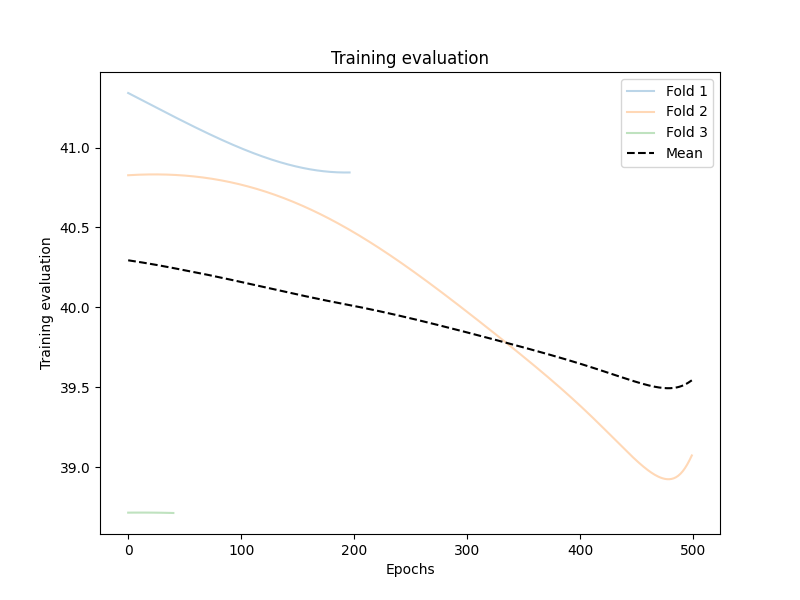 Training evaluation
Fold 1
Fold 2
Fold 3
Mean
41.0
40.5
40.0
39.5
39.0
Training evaluation
0 100 200 300 400 500
Epochs